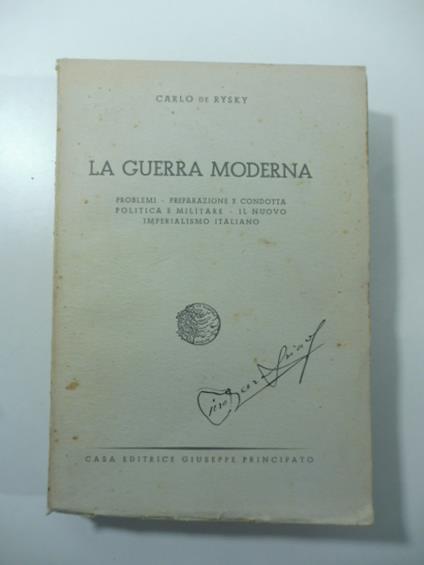 CARLO DE RYSKY
LA GUERRA MODERNA
PROBLEMI - PREPARAZIONE E CONDOTTA
POLITICA E MILITARE - IL NUOVO
IMPERIALISMO ITALIANO
CASA EDITRICE GIUSEPPE PRINCIPATO